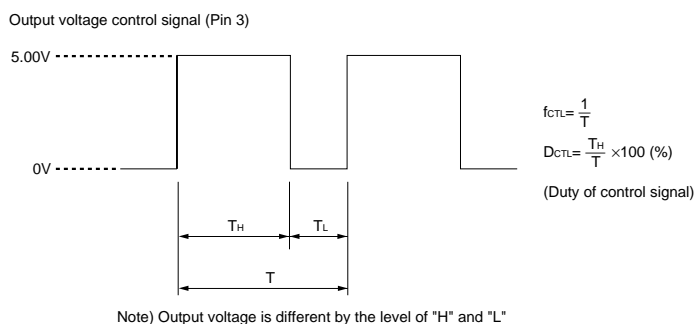 Output voltage control signal (Pin 3)
5.00V
0V
fCTL= 1/T
DCTL= TH/T ×100 (%)
(Duty of control signal)
TH
TL
T
Note) Output voltage is different by the level of "H" and "L"